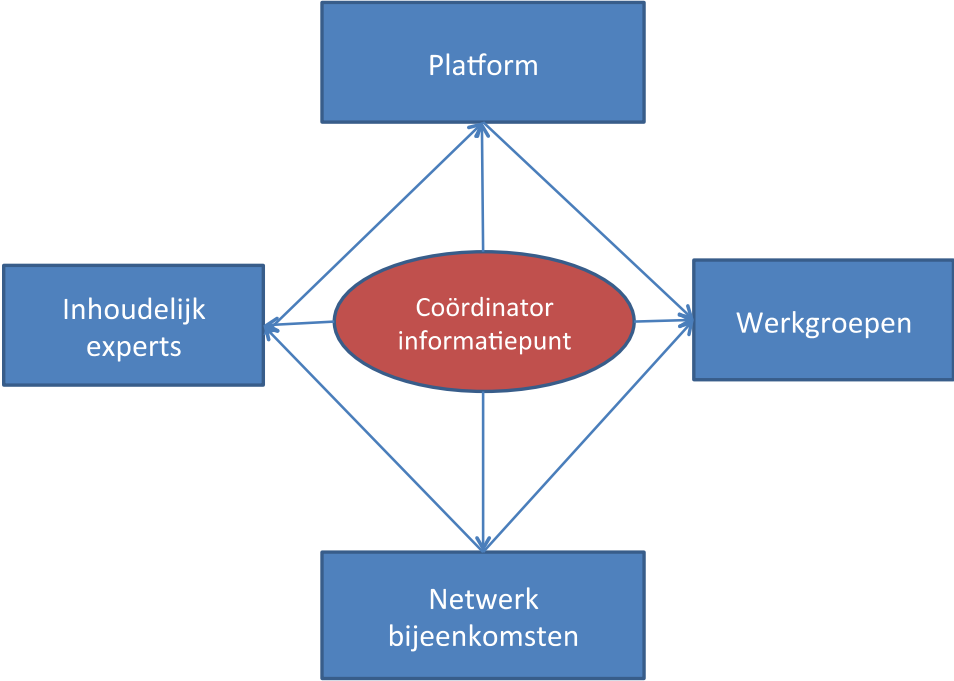 Platform
Inhoudelijk
experts
Coördinator
informatiepunt
Werkgroepen
Netwerk
bijeenkomsten